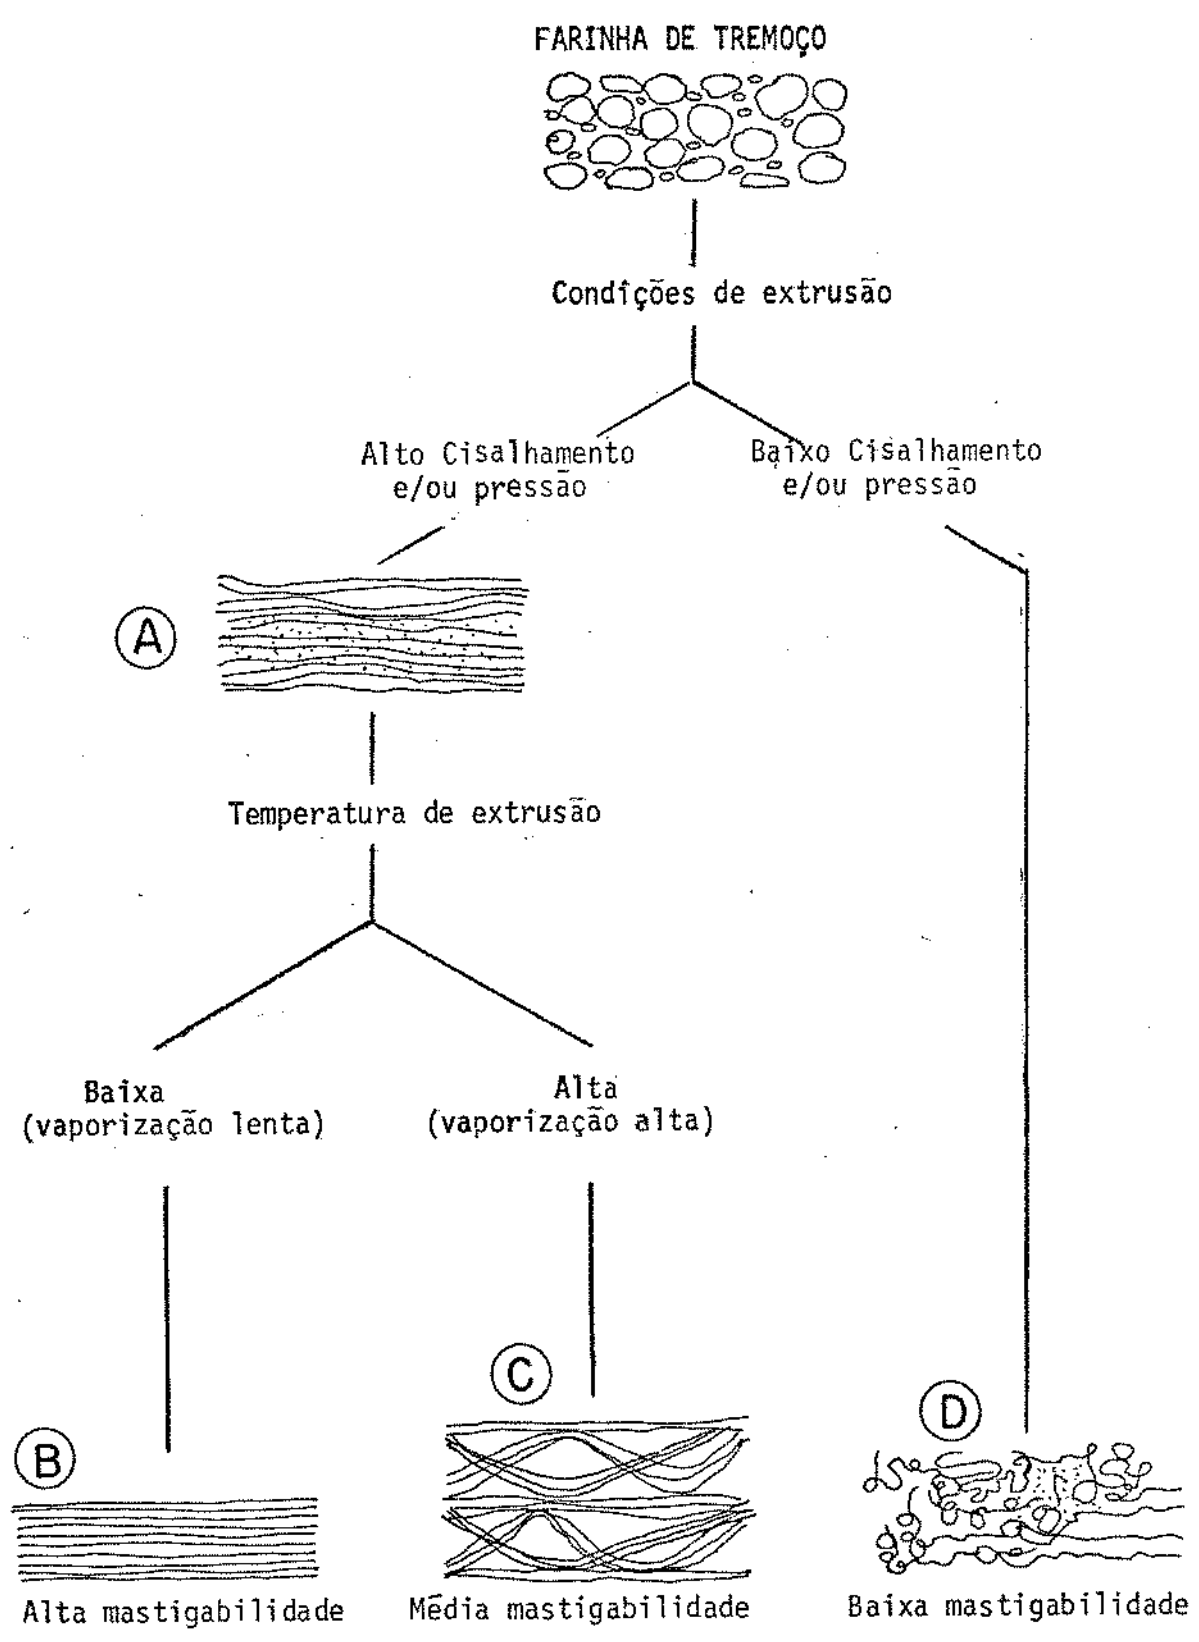 FARINHA DE TREMOÇO
Condições de extrusão
Alto Cisalhamento
e/ou pressão
Baixo Cisalhamento
e/ou pressão
A
Temperatura de extrusão
Baixa
(vaporização lenta)
Alta
(vaporização alta)
C
D
B
Alta mastigabilidade
Média mastigabilidade
Baixa mastigabilidade